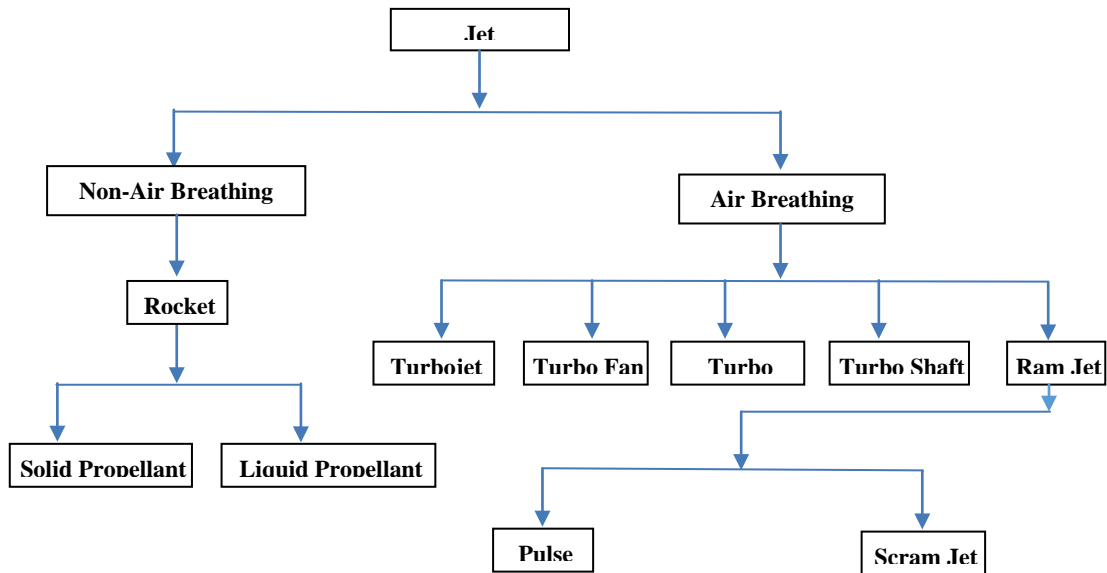 Jet
Non-Air Breathing
Air Breathing
Rocket
Turbojet
Turbo Fan
Turbo
Turbo Shaft
Ram Jet
Solid Propellant
Liquid Propellant
Pulse
Scram Jet